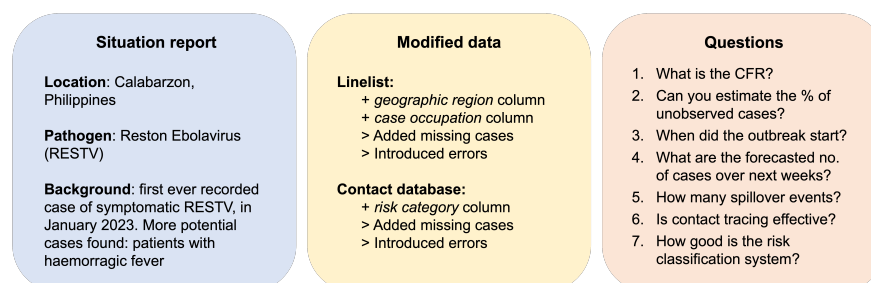 Situation report
Location: Calabarzon,
Philippines
Pathogen: Reston Ebolavirus
(RESTV)
Background: first ever recorded
case of symptomatic RESTV, in
January 2023. More potential
cases found: patients with
haemorragic fever
Modified data
Linelist:
+ geographic region column
+ case occupation column
> Added missing cases
> Introduced errors
Contact database:
+ risk category column
> Added missing cases
> Introduced errors
Questions
1. What is the CFR?
2. Can you estimate the % of
unobserved cases?
3. When did the outbreak start?
4. What are the forecasted no.
of cases over next weeks?
5. How many spillover events?
6. Is contact tracing effective?
7. How good is the risk
classification system?